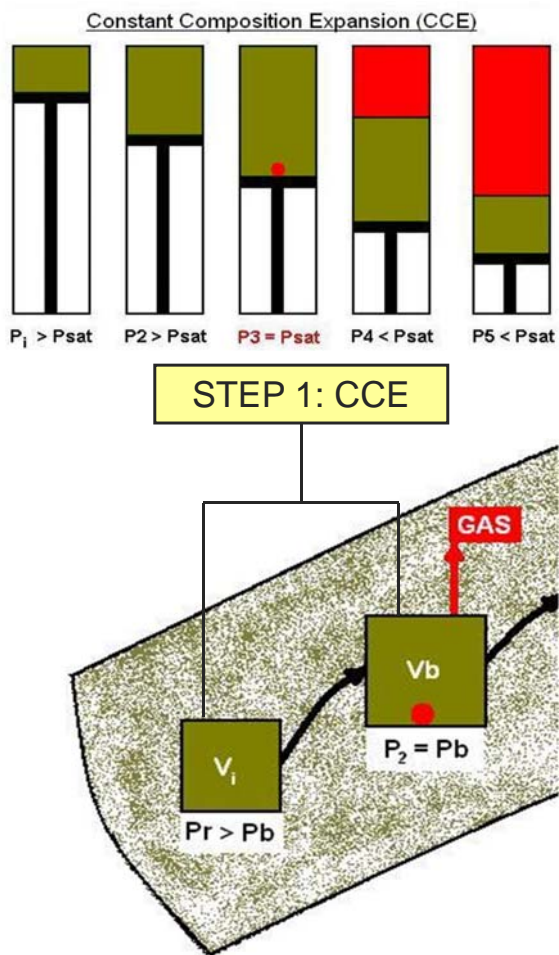 Constant Composition Expansion (CCE)
Pi > Psat P2 > Psat P3 = Psat P4 < Psat P5 < Psat
STEP 1: CCE
GAS
Vb
P2 = Pb
Vi
Pr > Pb